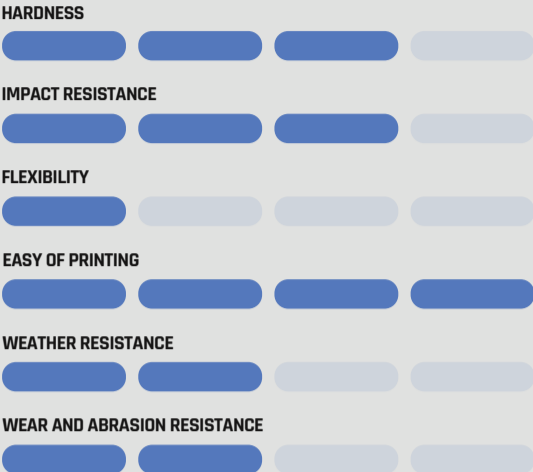 HARDNESS
IMPACT RESISTANCE
FLEXIBILITY
EASY OF PRINTING
WEATHER RESISTANCE
WEAR AND ABRASION RESISTANCE